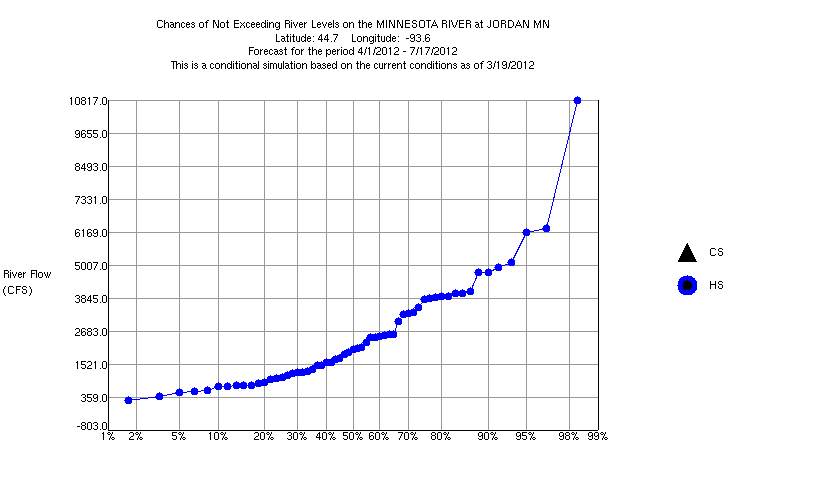 Chances of Not Exceeding River Levels on the MINNESOTA RIVER at JORDAN MN
Latitude: 44.7 Longitude: -93.6
Forecast for the period 4/1/2012 - 7/17/2012
This is a conditional simulation based on the current conditions as of 3/19/2012
10817.0
9655.0
8493.0
7331.0
6169.0
5007.0
3845.0
2683.0
1521.0
359.0
-803.0
River Flow
(CFS)
CS
HS
1% 2% 5% 10% 20% 30% 40% 50% 60% 70% 80% 90% 95% 98% 99%